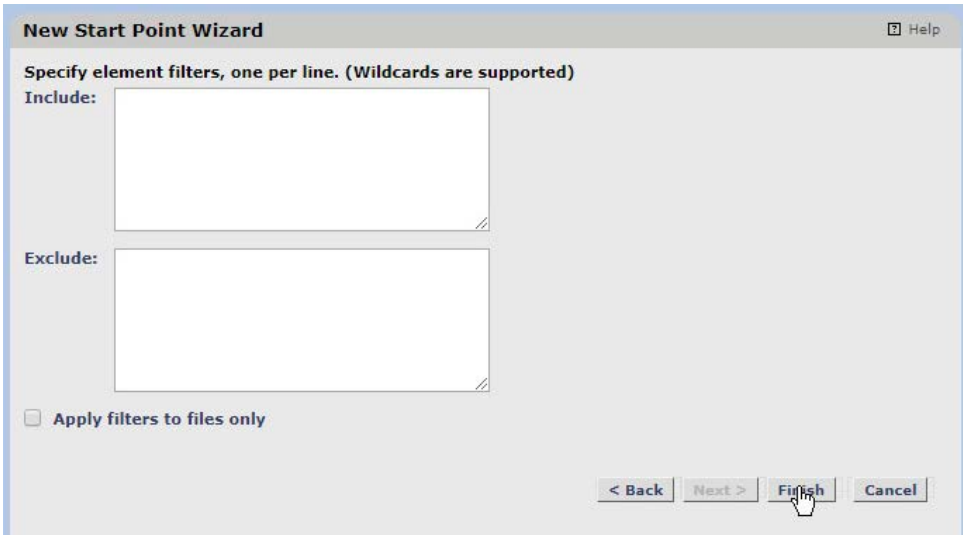 New Start Point Wizard
? Help
Specify element filters, one per line. (Wildcards are supported)
Include:
Exclude:
Apply filters to files only
< Back Next > Finish Cancel